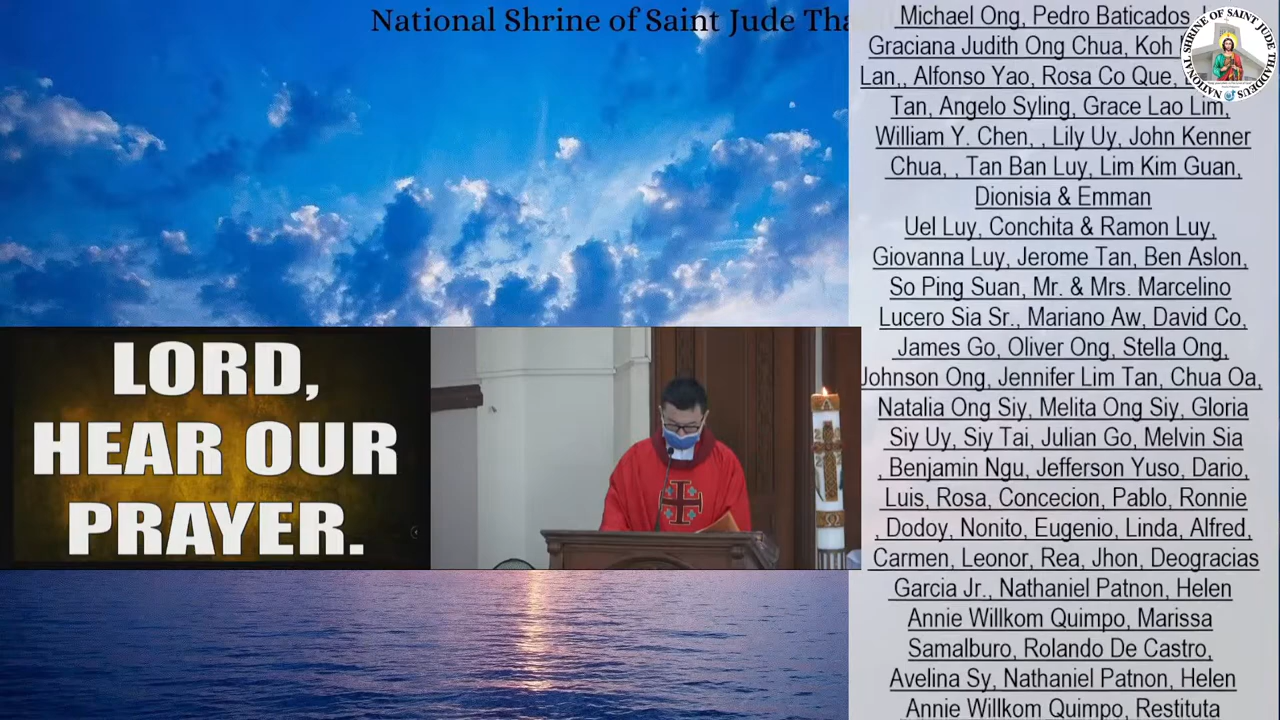 National Shrine of Saint Jude Tha
LORD,
HEAR OUR
PRAYER.
Michael Ong, Pedro Baticados,
Graciana Judith Ong Chua, Koh
Lan,, Alfonso Yao, Rosa Co Que,
Tan, Angelo Syling, Grace Lao Lim,
William Y. Chen, , Lily Uy, John Kenner
Chua, , Tan Ban Luy, Lim Kim Guan,
Dionisia & Emman
Uel Luy, Conchita & Ramon Luy,
Giovanna Luy, Jerome Tan, Ben Aslon,
So Ping Suan, Mr. & Mrs. Marcelino
Lucero Sia Sr., Mariano Aw, David Co,
James Go, Oliver Ong, Stella Ong,
Johnson Ong, Jennifer Lim Tan, Chua Oa,
Natalia Ong Siy, Melita Ong Siy, Gloria
Siy Uy, Siy Tai, Julian Go, Melvin Sia
, Benjamin Ngu, Jefferson Yuso, Dario,
Luis, Rosa, Concecion, Pablo, Ronnie
, Dodoy, Nonito, Eugenio, Linda, Alfred,
Carmen, Leonor, Rea, Jhon, Deogracias
Garcia Jr., Nathaniel Patnon, Helen
Annie Willkom Quimpo, Marissa
Samalburo, Rolando De Castro,
Avelina Sy, Nathaniel Patnon, Helen
Annie Willkom Quimpo, Restituta
NATIONAL SHRINE OF SAINT JUDE THADDEUS